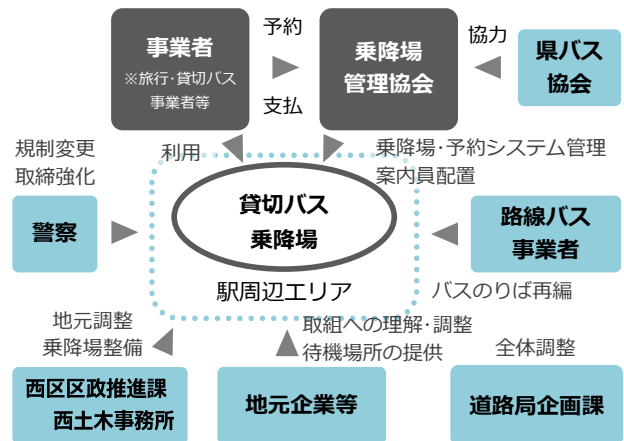 事業者
※旅行・貸切バス
事業者等
予約
支払
乗降場
管理協会
協力
県バス
協会
規制変更
取締強化
利用
乗降場・予約システム管理
案内員配置
警察
貸切バス
乗降場
路線バス
事業者
駅周辺エリア
バスのりば再編
地元調整
乗降場整備
取組への理解・調整
待機場所の提供
全体調整
西区区政推進課
西土木事務所
地元企業等
道路局企画課